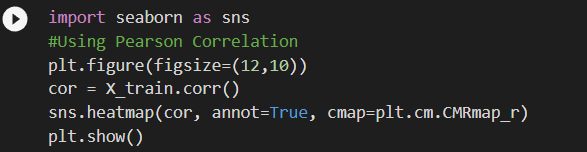 import seaborn as sns
#Using Pearson Correlation
plt.figure(figsize=(12,10))
cor = X_train.corr()
sns.heatmap(cor, annot=True, cmap=plt.cm.CMRmap_r)
plt.show()